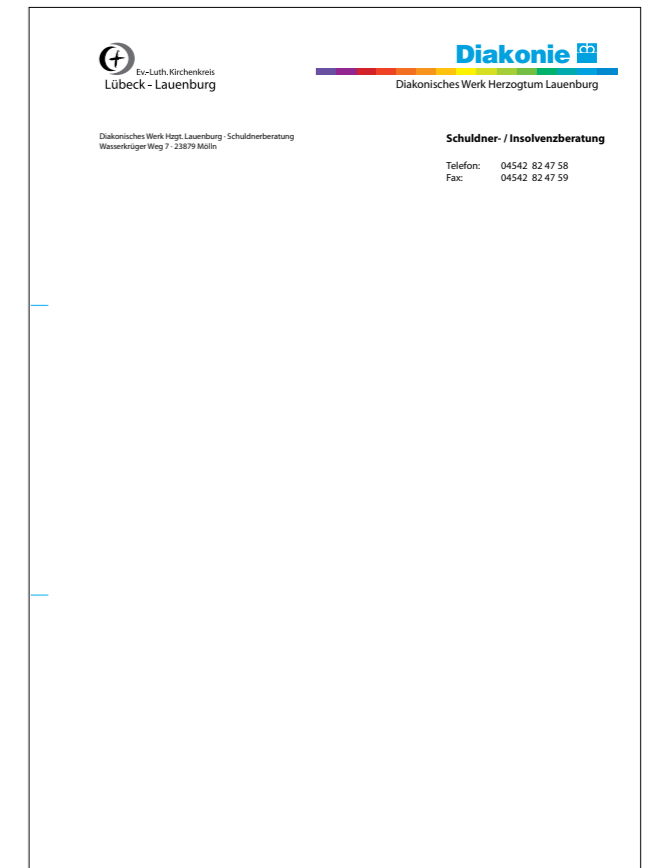 Ev.-Luth. Kirchenkreis
Lübeck - Lauenburg
Diakonie
Diakonisches Werk Herzogtum Lauenburg
Diakonisches Werk Hzgt. Lauenburg · Schuldnerberatung
Wasserkrüger Weg 7 · 23879 Mölln
Schuldner- / Insolvenzberatung
Telefon: 04542 82 47 58
Fax: 04542 82 47 59